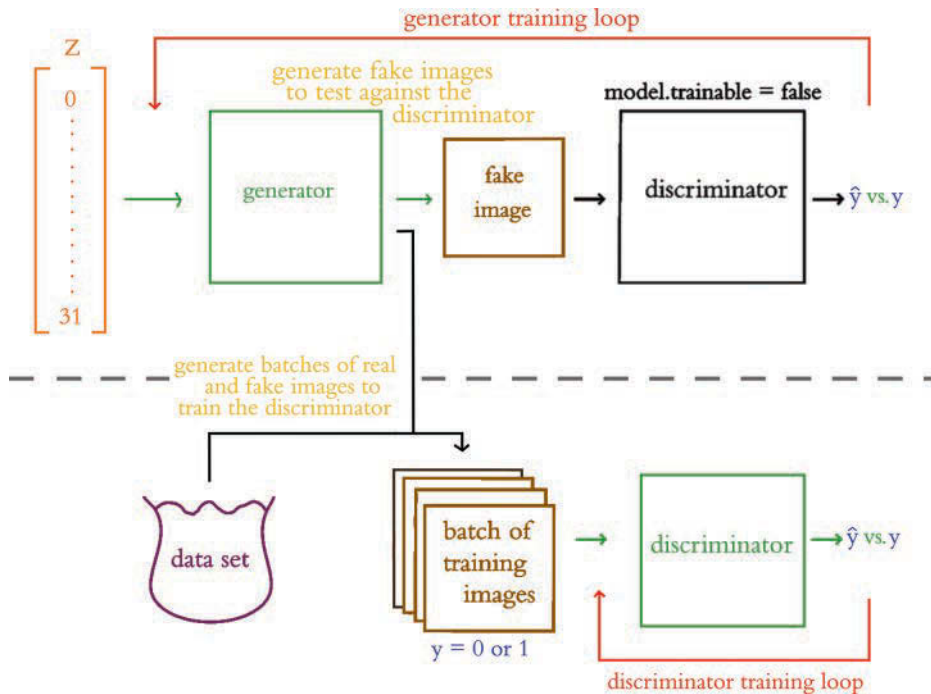 generator training loop
Z
0
31
generate fake images
to test against the
discriminator
model.trainable = false
generator
fake
image
discriminator
ŷ vs. y
generate batches of real
and fake images to
train the discriminator
data set
batch of
training
images
y = 0 or 1
discriminator
ŷ vs. y
discriminator training loop